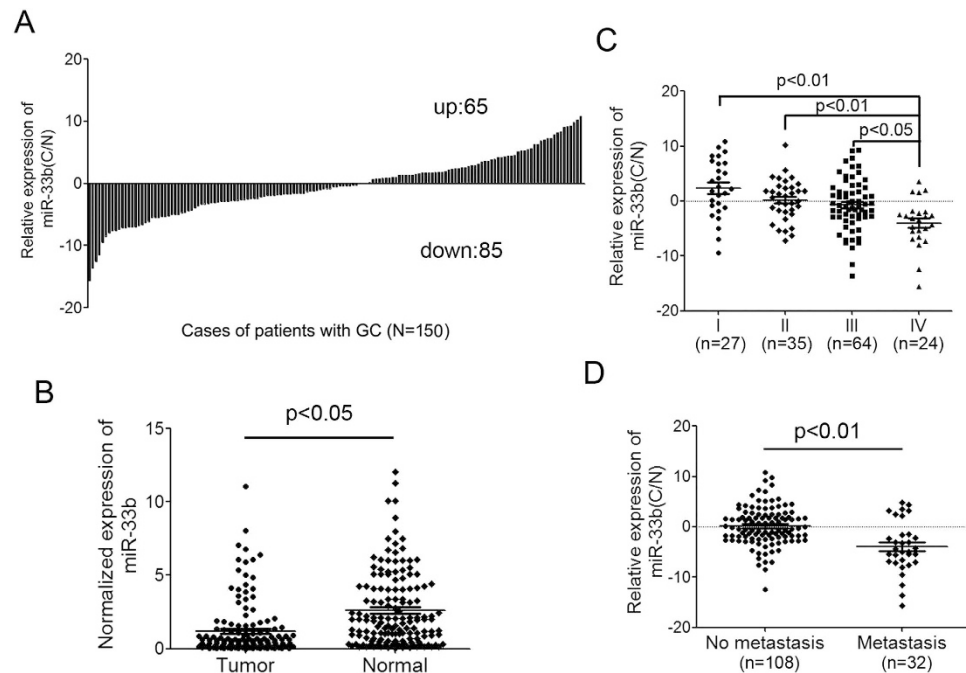 A
Relative expression of
miR-33b(C/N)
20
10
0
-10
-20
up:65
down:85
Cases of patients with GC (N=150)
B
Normalized expression of
miR-33b
15
10
5
0
p<0.05
Tumor
Normal
C
Relative expression of
miR-33b(C/N)
20
10
0
-10
-20
p<0.01
p<0.01
p<0.05
I
II
III
IV
(n=27)
(n=35)
(n=64)
(n=24)
D
Relative expression of
miR-33b(C/N)
20
10
0
-10
-20
p<0.01
No metastasis
Metastasis
(n=108)
(n=32)